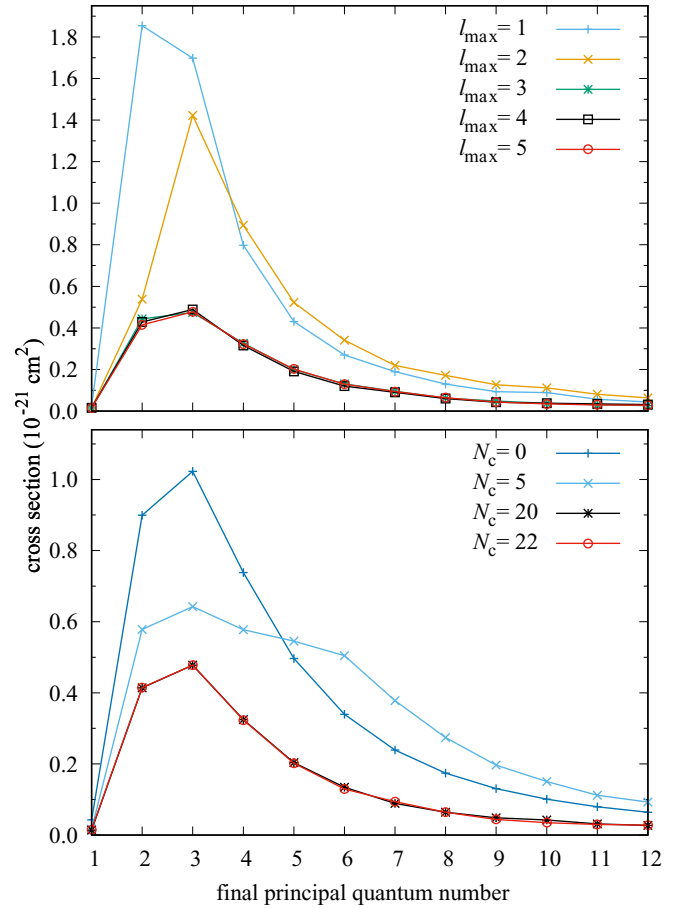 1.8
1.6
1.4
1.2
1.0
0.8
0.6
0.4
0.2
0.0
l_max= 1
l_max= 2
l_max= 3
l_max= 4
l_max= 5
cross section (10⁻²¹ cm²)
1.0
0.8
0.6
0.4
0.2
0.0
N_c= 0
N_c= 5
N_c= 20
N_c= 22
1 2 3 4 5 6 7 8 9 10 11 12
final principal quantum number